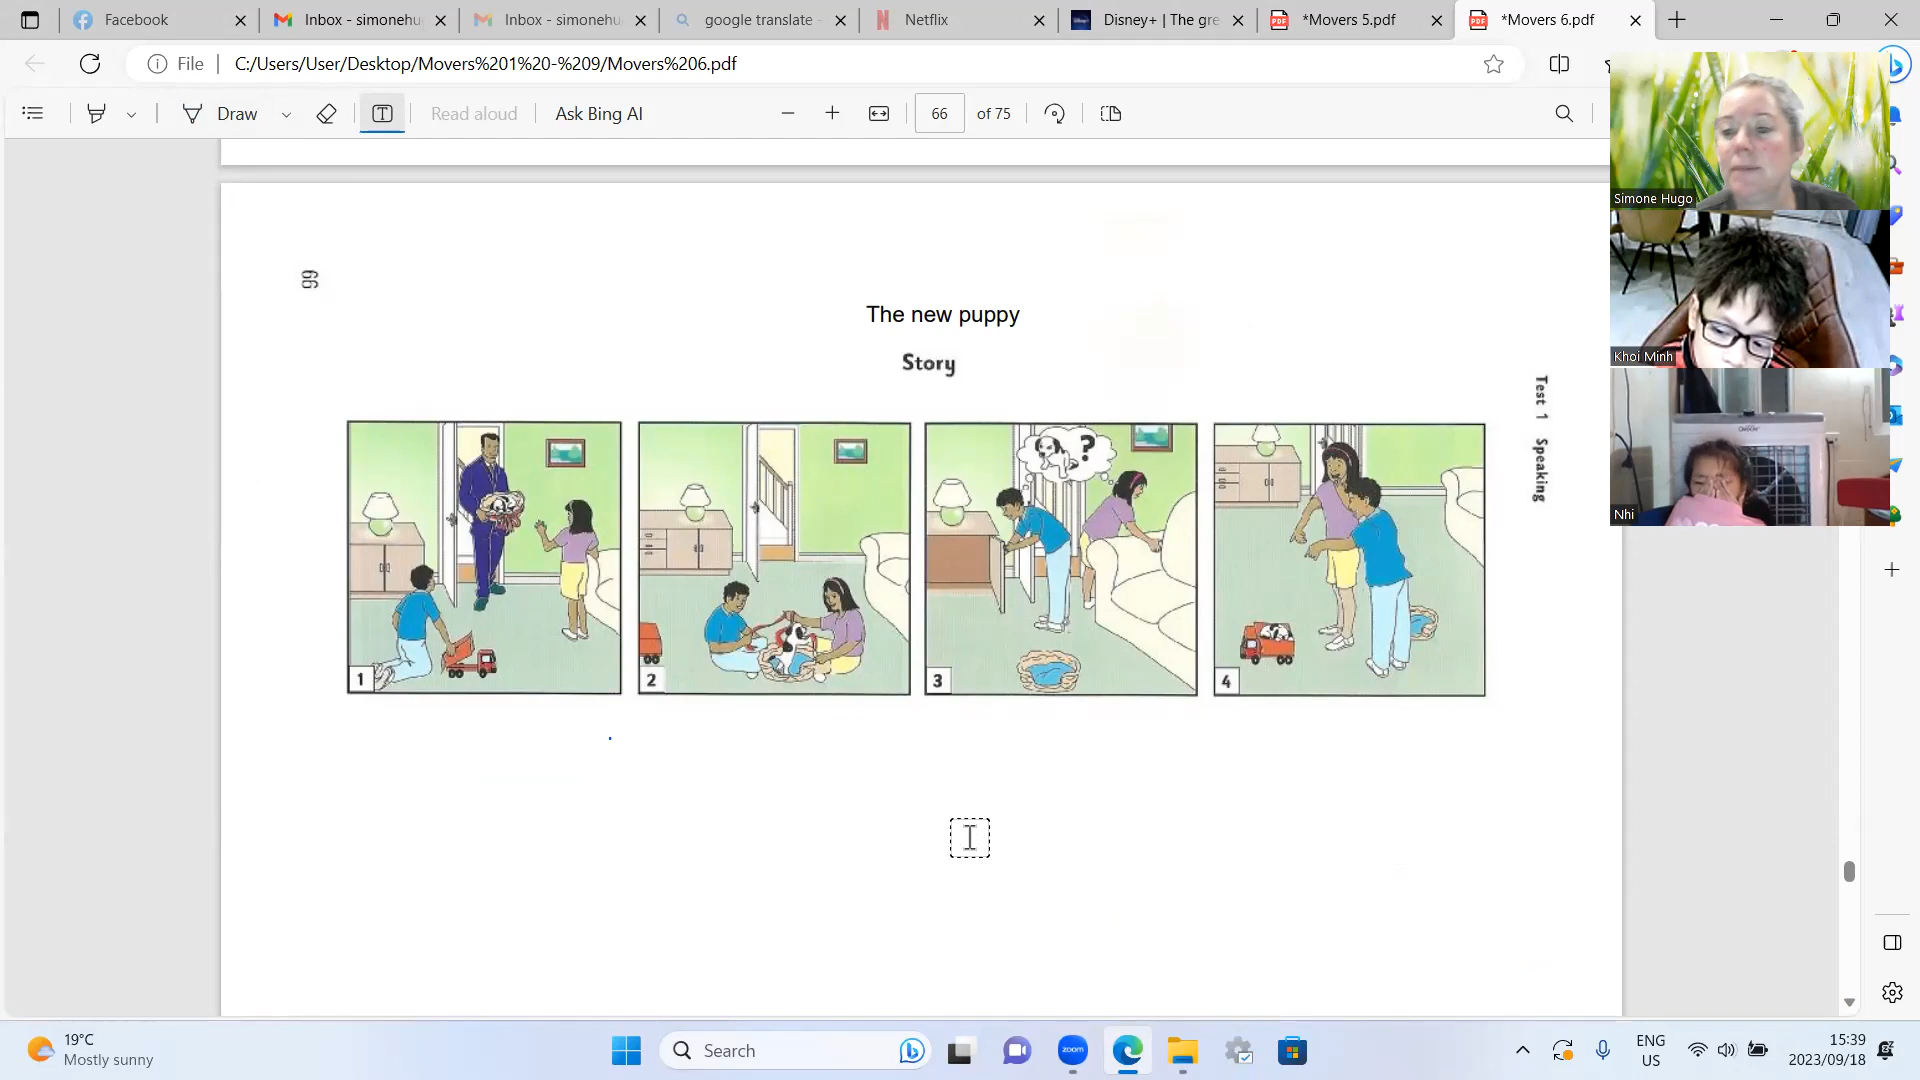 Facebook
Inbox - simonehu
Inbox - simonehu
google translate -
Netflix
Disney+ | The gre
*Movers 5.pdf
*Movers 6.pdf
File
C:/Users/User/Desktop/Movers%201%20-%209/Movers%206.pdf
Draw
Read aloud
Ask Bing AI
66
of 75
Simone Hugo
Khoi Minh
Nhi
66
The new puppy
Story
Test 1 Speaking
?
1
2
3
4
19°C
Mostly sunny
Search
zoom
ENG
US
15:39
2023/09/18